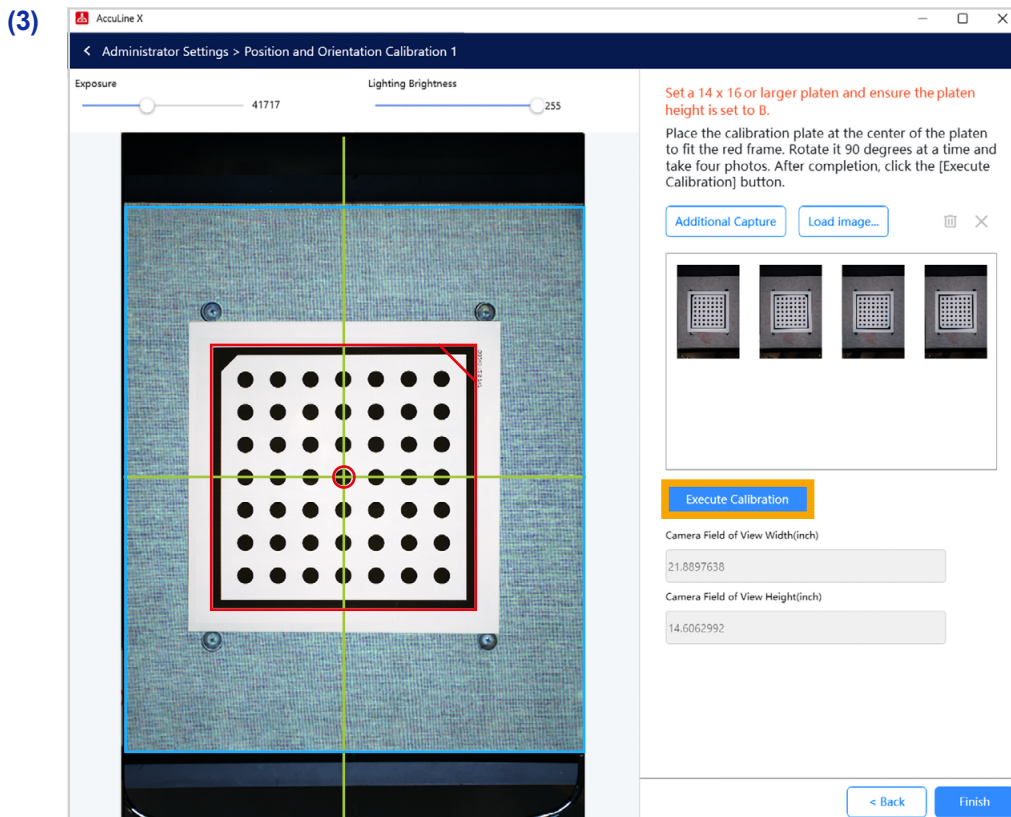 (3)
AccuLine X
Administrator Settings > Position and Orientation Calibration 1
Exposure
41717
Lighting Brightness
255
Set a 14 x 16 or larger platen and ensure the platen
height is set to B.
Place the calibration plate at the center of the platen
to fit the red frame. Rotate it 90 degrees at a time and
take four photos. After completion, click the [Execute
Calibration] button.
Additional Capture
Load image...
Execute Calibration
Camera Field of View Width(inch)
21.8897638
Camera Field of View Height(inch)
14.6062992
< Back
Finish